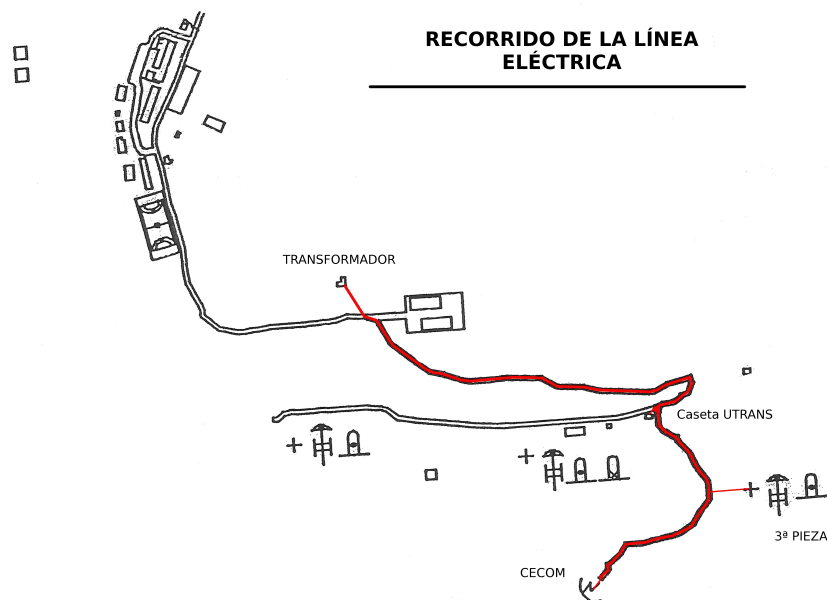 RECORRIDO DE LA LÍNEA
ELÉCTRICA
TRANSFORMADOR
Caseta UTRANS
3ª PIEZA
CECOM